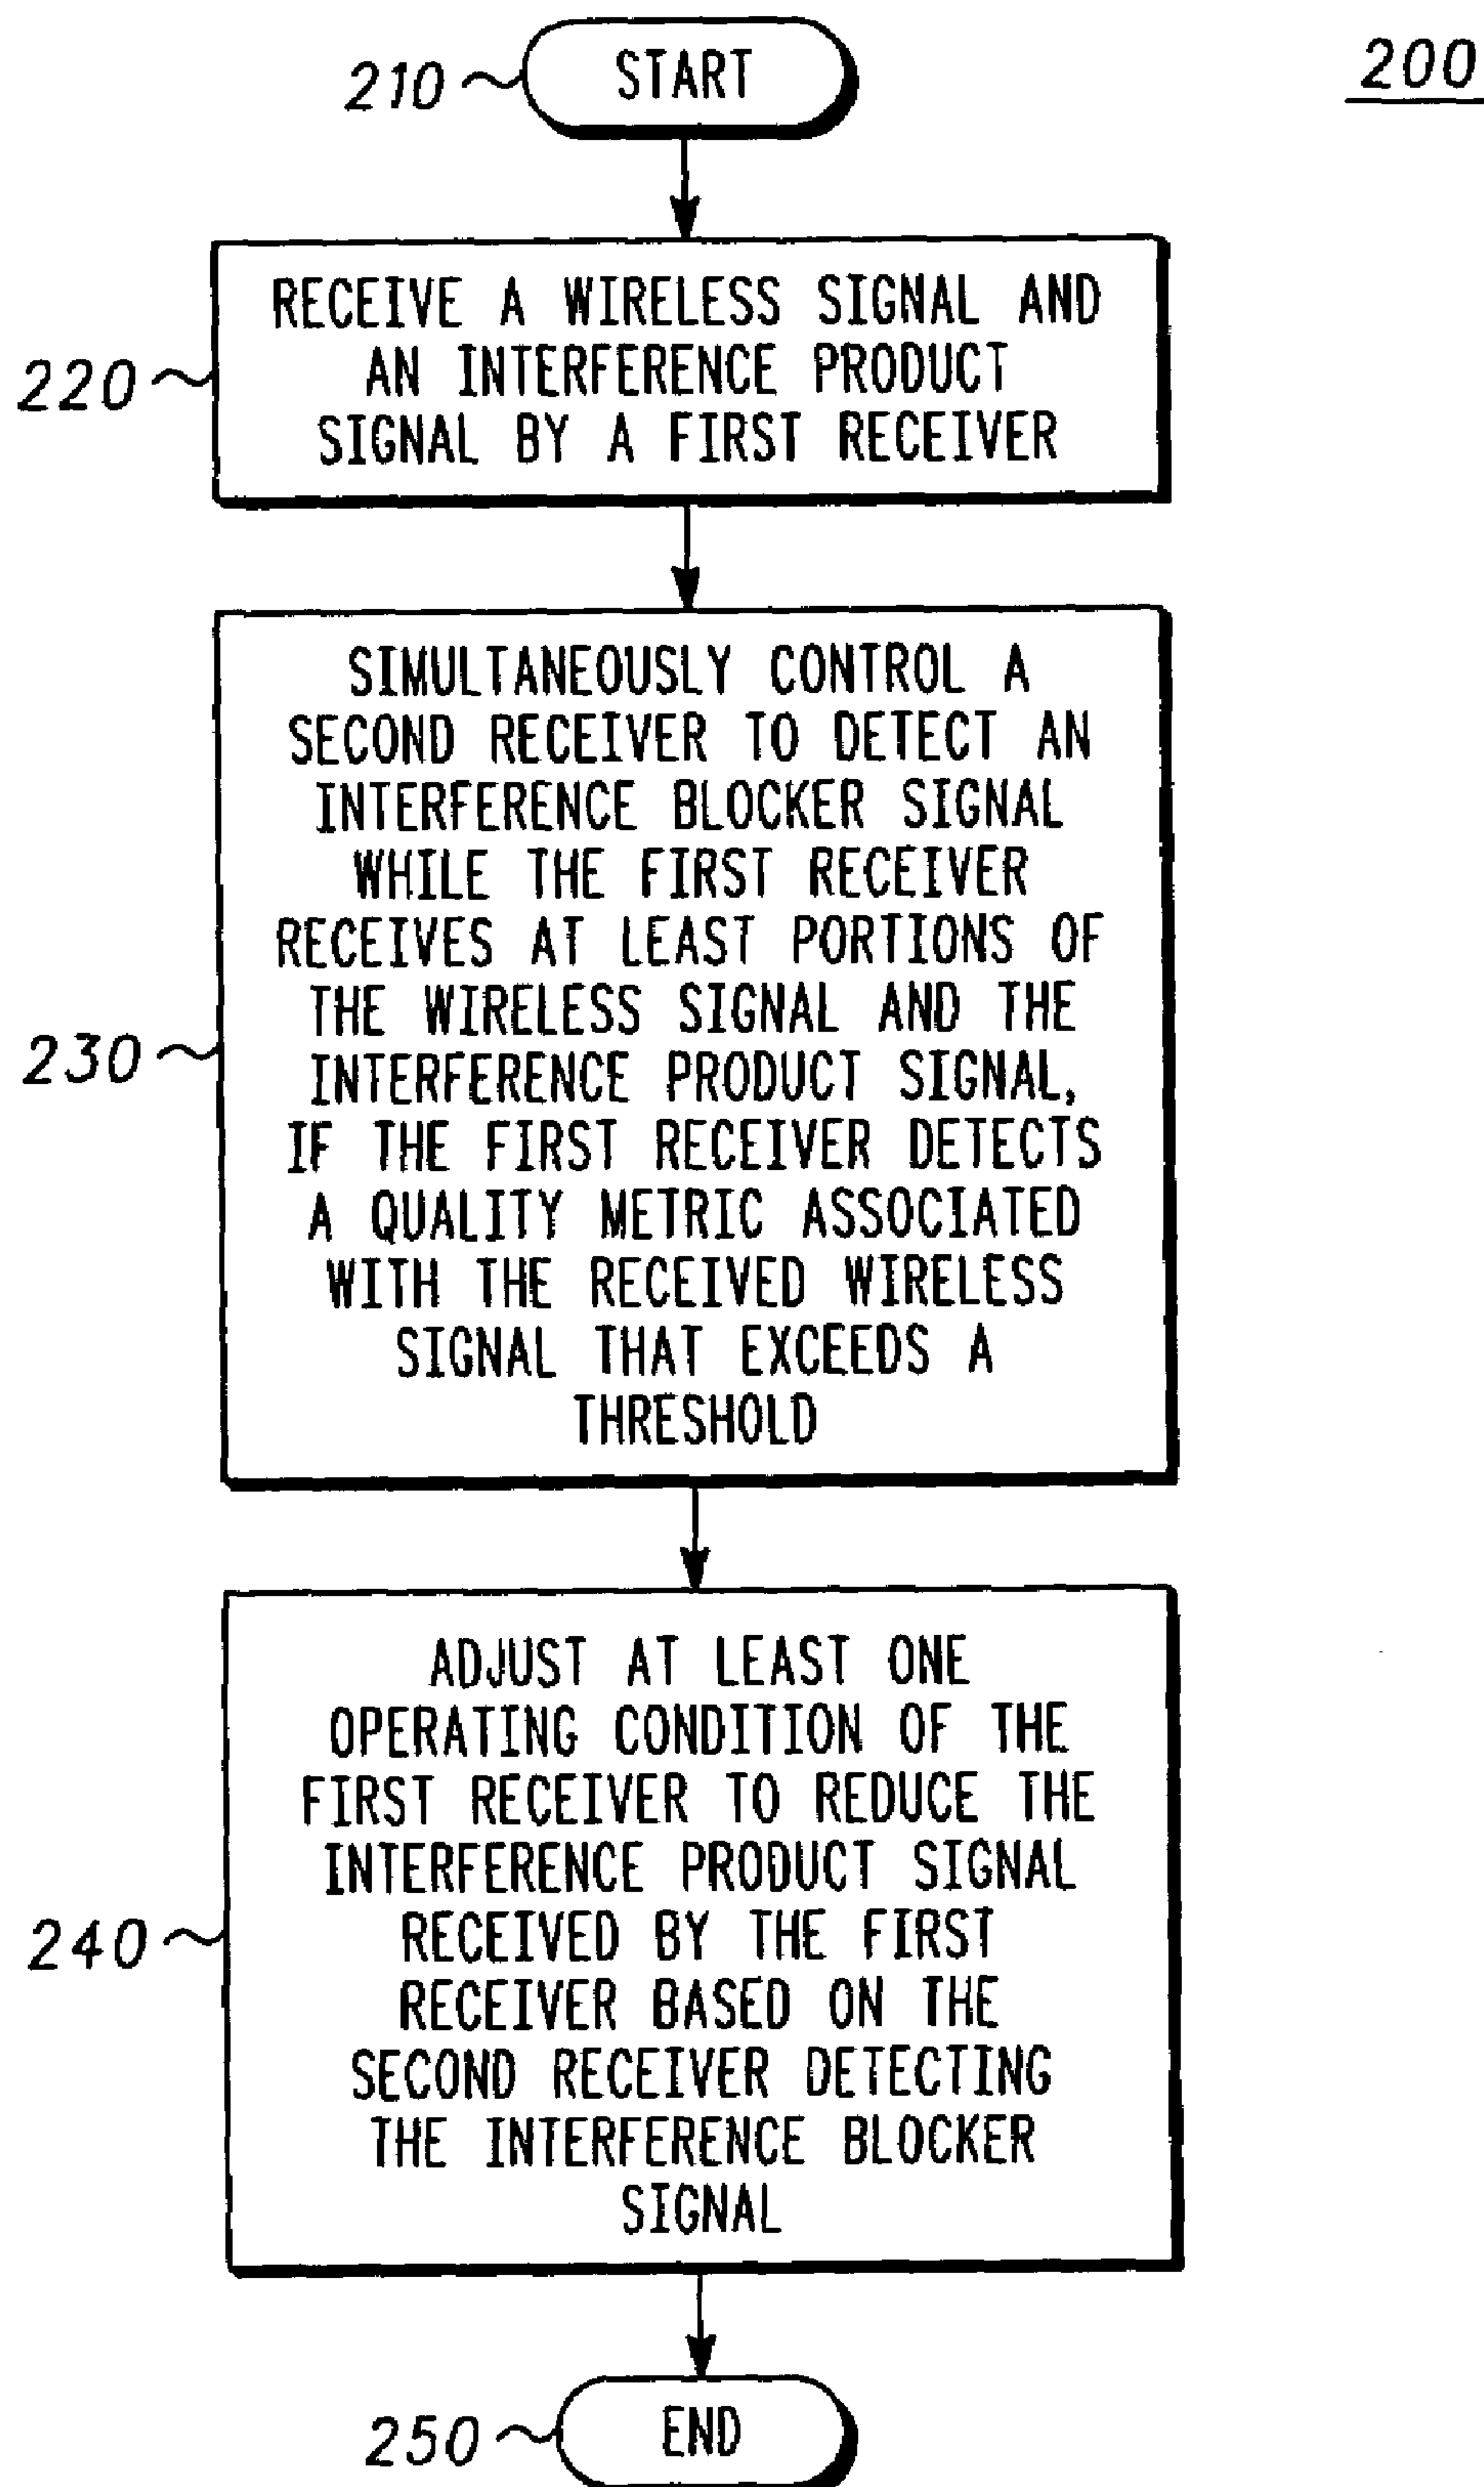 200
210
START
220
RECEIVE A WIRELESS SIGNAL AND
AN INTERFERENCE PRODUCT
SIGNAL BY A FIRST RECEIVER
230
SIMULTANEOUSLY CONTROL A
SECOND RECEIVER TO DETECT AN
INTERFERENCE BLOCKER SIGNAL
WHILE THE FIRST RECEIVER
RECEIVES AT LEAST PORTIONS OF
THE WIRELESS SIGNAL AND THE
INTERFERENCE PRODUCT SIGNAL,
IF THE FIRST RECEIVER DETECTS
A QUALITY METRIC ASSOCIATED
WITH THE RECEIVED WIRELESS
SIGNAL THAT EXCEEDS A
THRESHOLD
240
ADJUST AT LEAST ONE
OPERATING CONDITION OF THE
FIRST RECEIVER TO REDUCE THE
INTERFERENCE PRODUCT SIGNAL
RECEIVED BY THE FIRST
RECEIVER BASED ON THE
SECOND RECEIVER DETECTING
THE INTERFERENCE BLOCKER
SIGNAL
250
END